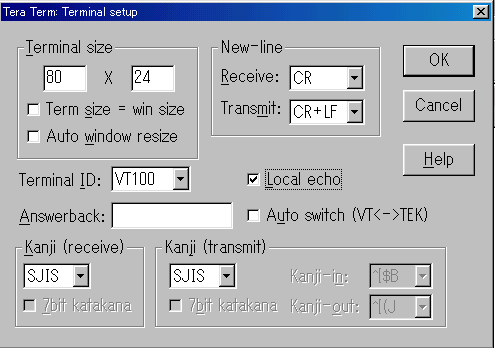 Tera Term: Terminal setup
Terminal size
80 X 24
Term size = win size
Auto window resize
New-line
Receive: CR
Transmit: CR+LF
OK
Cancel
Help
Terminal ID: VT100
Local echo
Answerback:
Auto switch (VT<->TEK)
Kanji (receive)
SJIS
7bit katakana
Kanji (transmit)
SJIS
7bit katakana
Kanji-in: ^[$B
Kanji-out: ^[(J